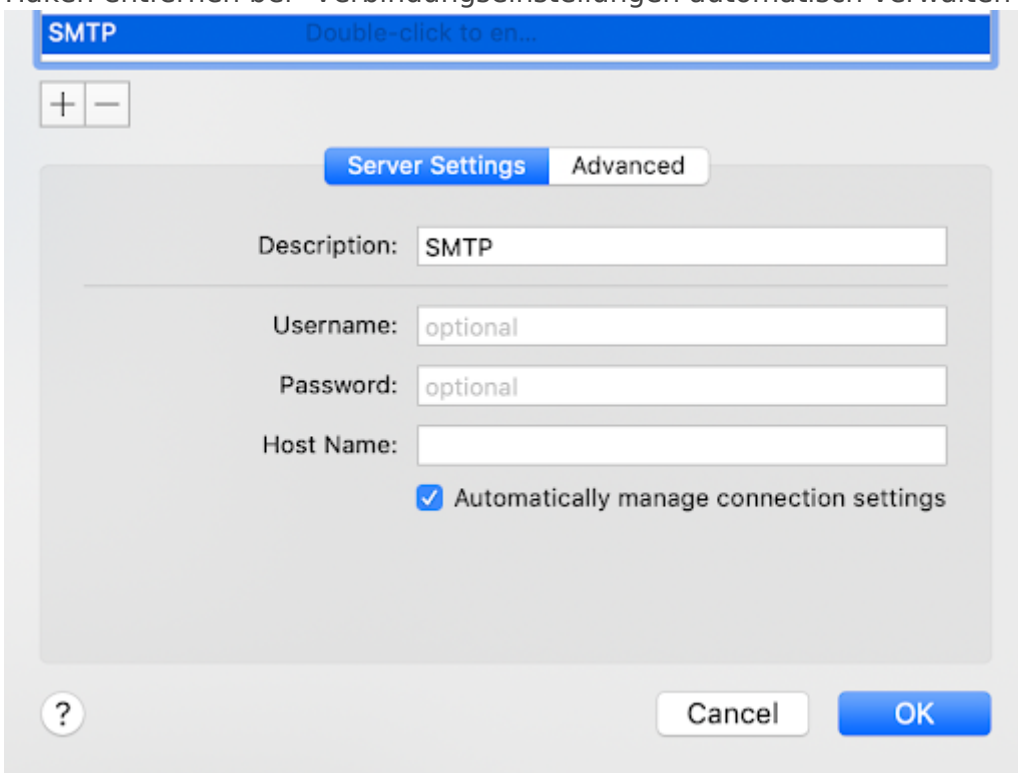 Haken entfernen bei "Verbindungseinstellungen automatisch verwalten"
SMTP Double-click to en...
+ −
Server Settings Advanced
Description: SMTP
Username: optional
Password: optional
Host Name:
Automatically manage connection settings
? Cancel OK